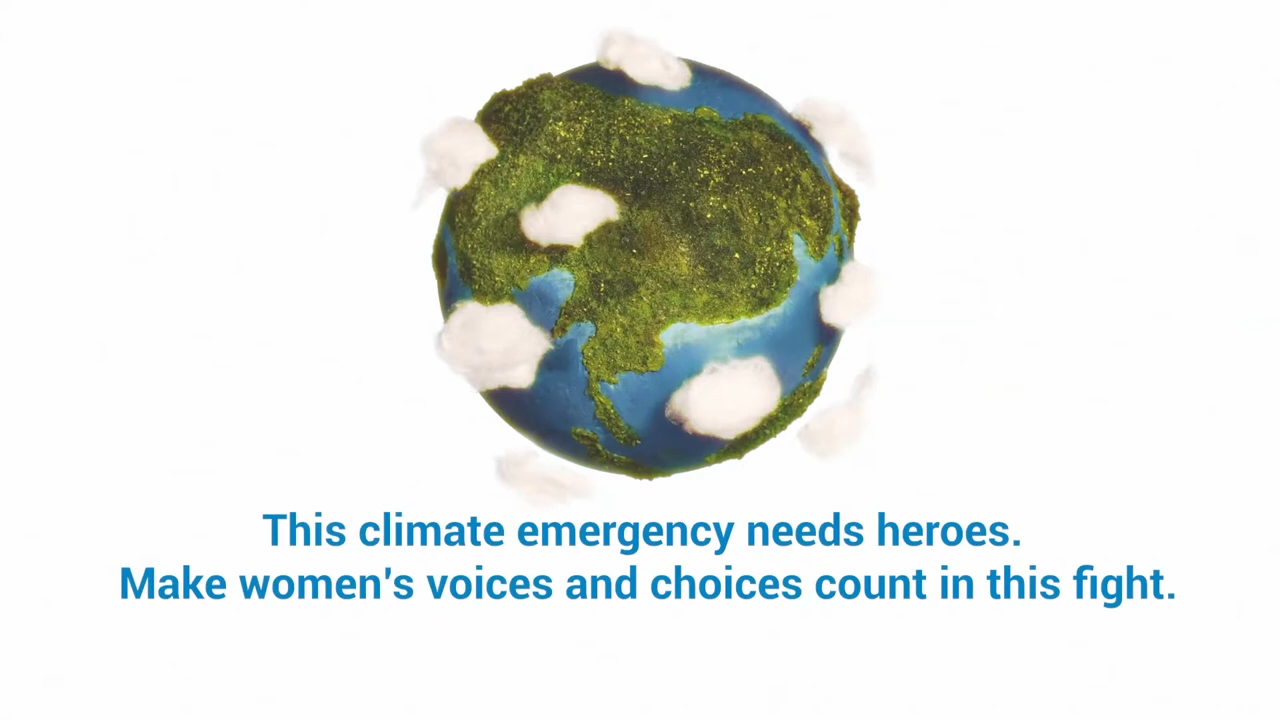 This climate emergency needs heroes.
Make women's voices and choices count in this fight.